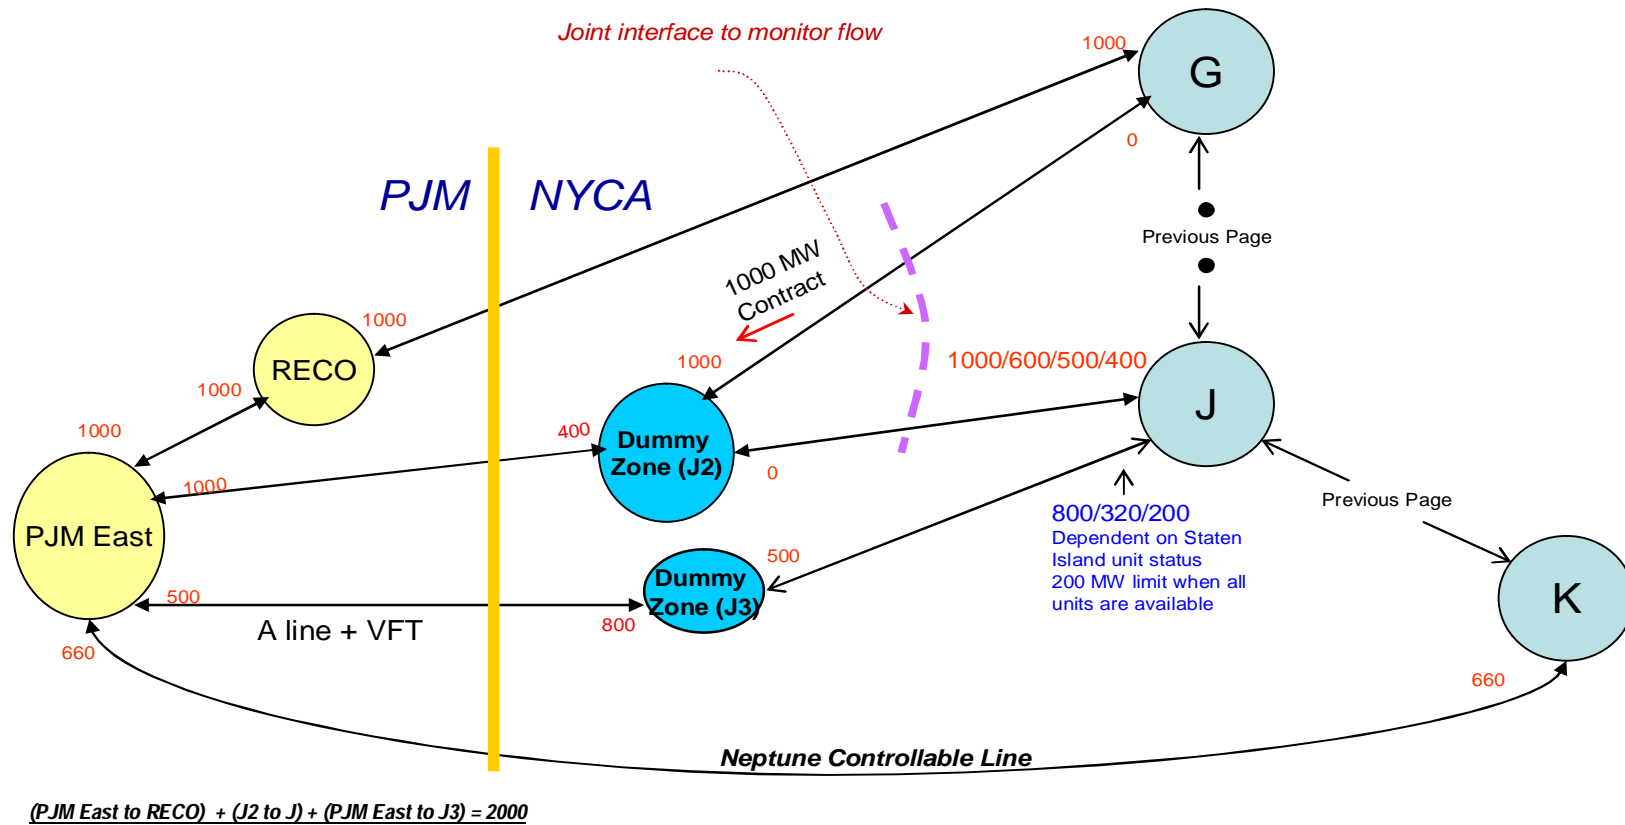 Joint interface to monitor flow
1000
G
0
PJM
NYCA
Previous Page
1000 MW
Contract
1000
RECO
1000
1000
1000/600/500/400
J
1000
400
Dummy
Zone (J2)
0
1000
PJM East
Previous Page
800/320/200
Dependent on Staten
Island unit status
200 MW limit when all
units are available
500
Dummy
Zone (J3)
K
500
A line + VFT
800
660
660
Neptune Controllable Line
(PJM East to RECO) + (J2 to J) + (PJM East to J3) = 2000